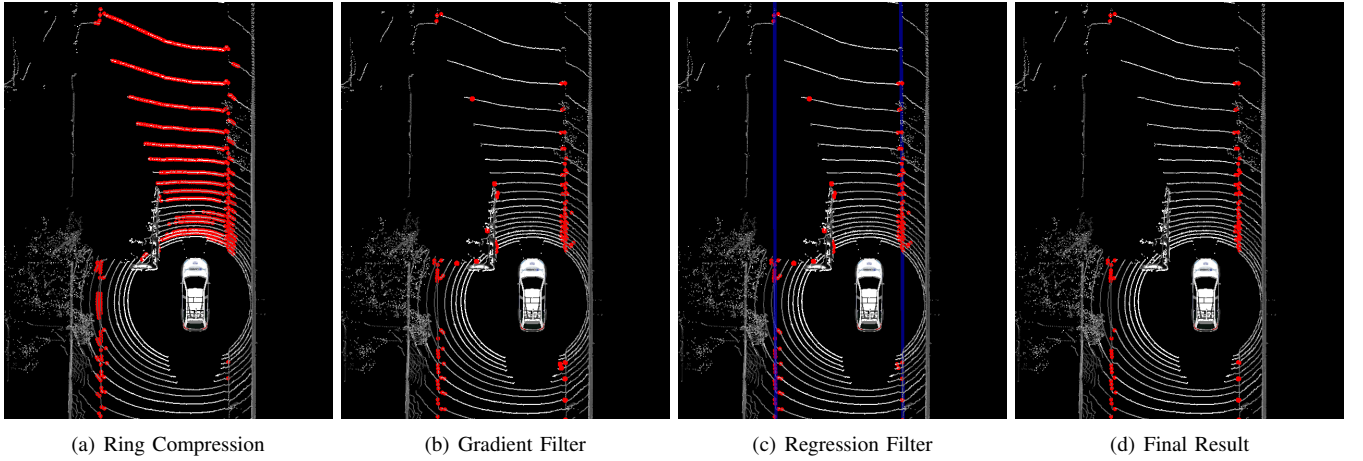 (a) Ring Compression
(b) Gradient Filter
(c) Regression Filter
(d) Final Result